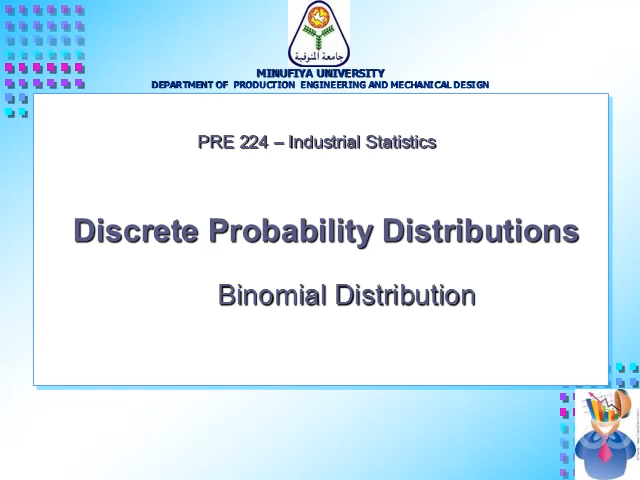 جامعة المنوفية
MINUFIYA UNIVERSITY
DEPARTMENT OF PRODUCTION ENGINEERING AND MECHANICAL DESIGN
PRE 224 – Industrial Statistics
Discrete Probability Distributions
Binomial Distribution